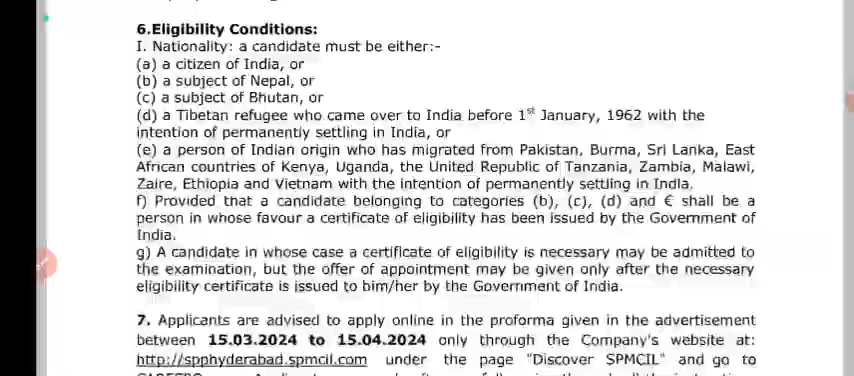 6.Eligibility Conditions:
I. Nationality: a candidate must be either:-
(a) a citizen of India, or
(b) a subject of Nepal, or
(c) a subject of Bhutan, or
(d) a Tibetan refugee who came over to India before 1st January, 1962 with the
intention of permanently settling in India, or
(e) a person of Indian origin who has migrated from Pakistan, Burma, Sri Lanka, East
African countries of Kenya, Uganda, the United Republic of Tanzania, Zambia, Malawi,
Zaire, Ethiopia and Vietnam with the intention of permanently settling in India.
f) Provided that a candidate belonging to categories (b), (c), (d) and € shall be a
person in whose favour a certificate of eligibility has been issued by the Government of
India.
g) A candidate in whose case a certificate of eligibility is necessary may be admitted to
the examination, but the offer of appointment may be given only after the necessary
eligibility certificate is issued to him/her by the Government of India.
7. Applicants are advised to apply online in the proforma given in the advertisement
between 15.03.2024 to 15.04.2024 only through the Company's website at:
http://spphyderabad.spmcil.com under the page "Discover SPMCIL" and go to